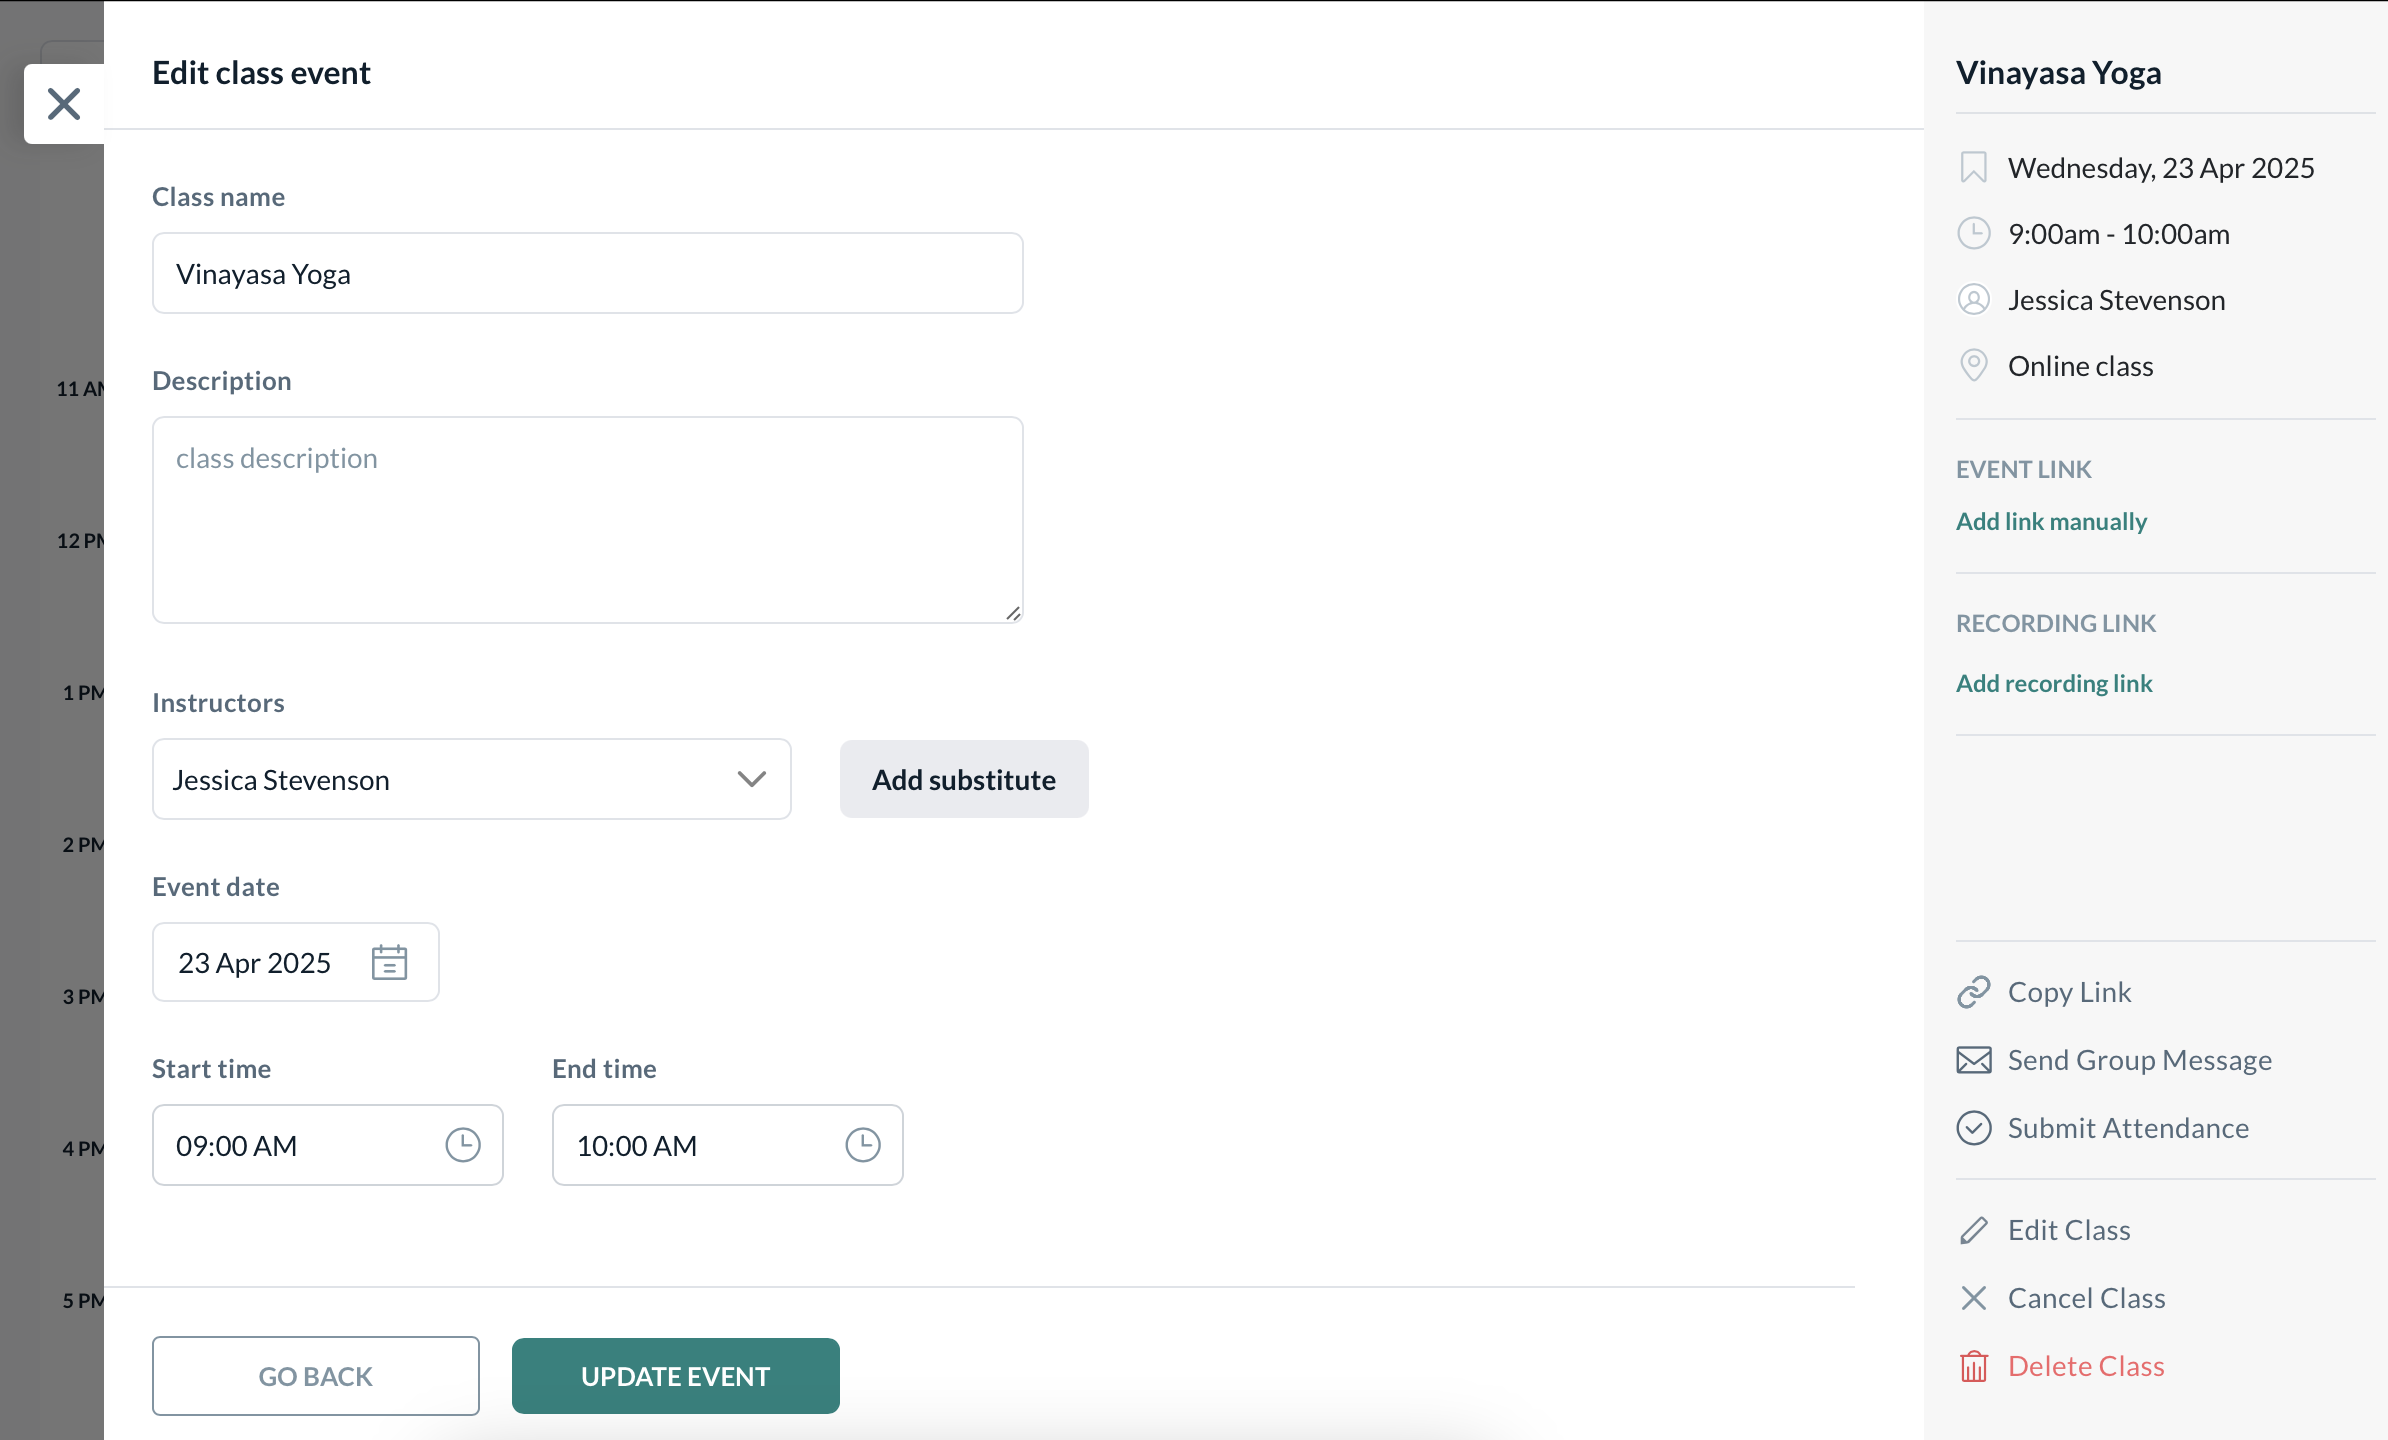 Edit class event
Class name
Vinayasa Yoga
Description
class description
Instructors
Jessica Stevenson
Add substitute
Event date
23 Apr 2025
Start time
End time
09:00 AM
10:00 AM
GO BACK
UPDATE EVENT
Vinayasa Yoga
Wednesday, 23 Apr 2025
9:00am - 10:00am
Jessica Stevenson
Online class
EVENT LINK
Add link manually
RECORDING LINK
Add recording link
Copy Link
Send Group Message
Submit Attendance
Edit Class
Cancel Class
Delete Class
11 AM
12 PM
1 PM
2 PM
3 PM
4 PM
5 PM